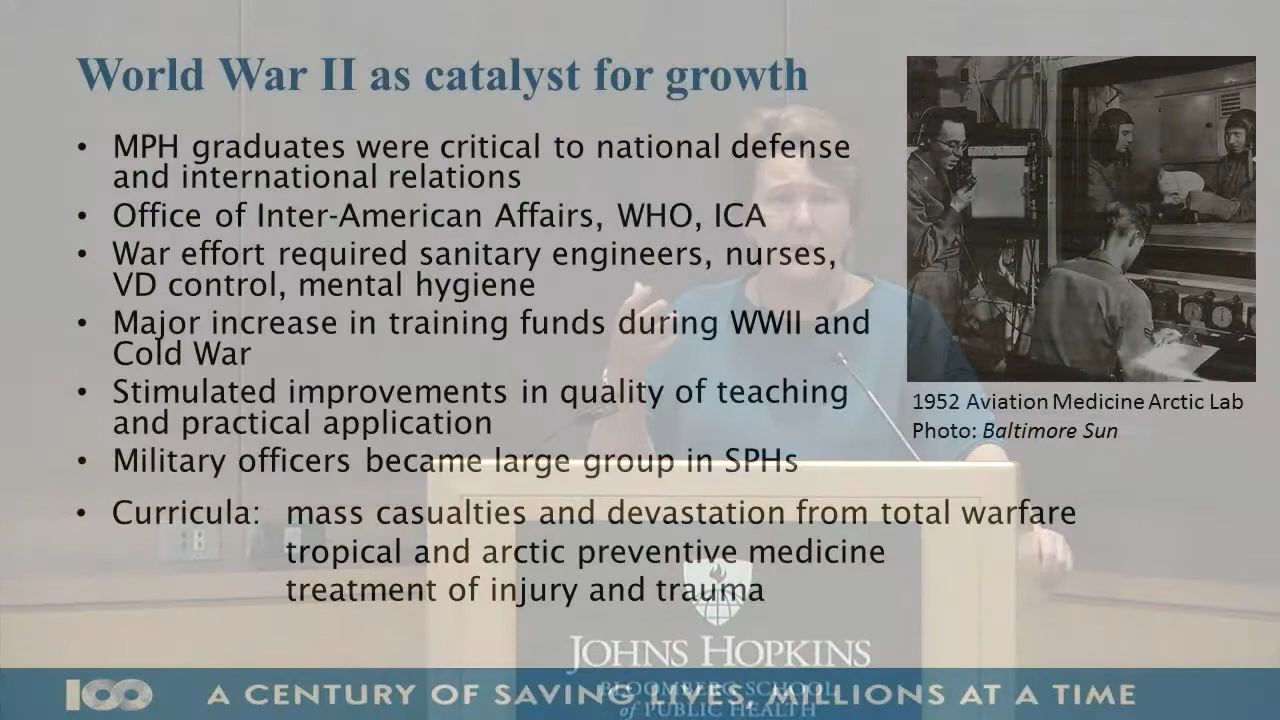 World War II as catalyst for growth
• MPH graduates were critical to national defense
and international relations
• Office of Inter-American Affairs, WHO, ICA
• War effort required sanitary engineers, nurses,
VD control, mental hygiene
• Major increase in training funds during WWII and
Cold War
• Stimulated improvements in quality of teaching
and practical application
• Military officers became large group in SPHs
• Curricula: mass casualties and devastation from total warfare
tropical and arctic preventive medicine
treatment of injury and trauma
1952 Aviation Medicine Arctic Lab
Photo: Baltimore Sun
JOHNS HOPKINS
BLOOMBERG SCHOOL
of PUBLIC HEALTH
100 A CENTURY OF SAVING LIVES, MILLIONS AT A TIME